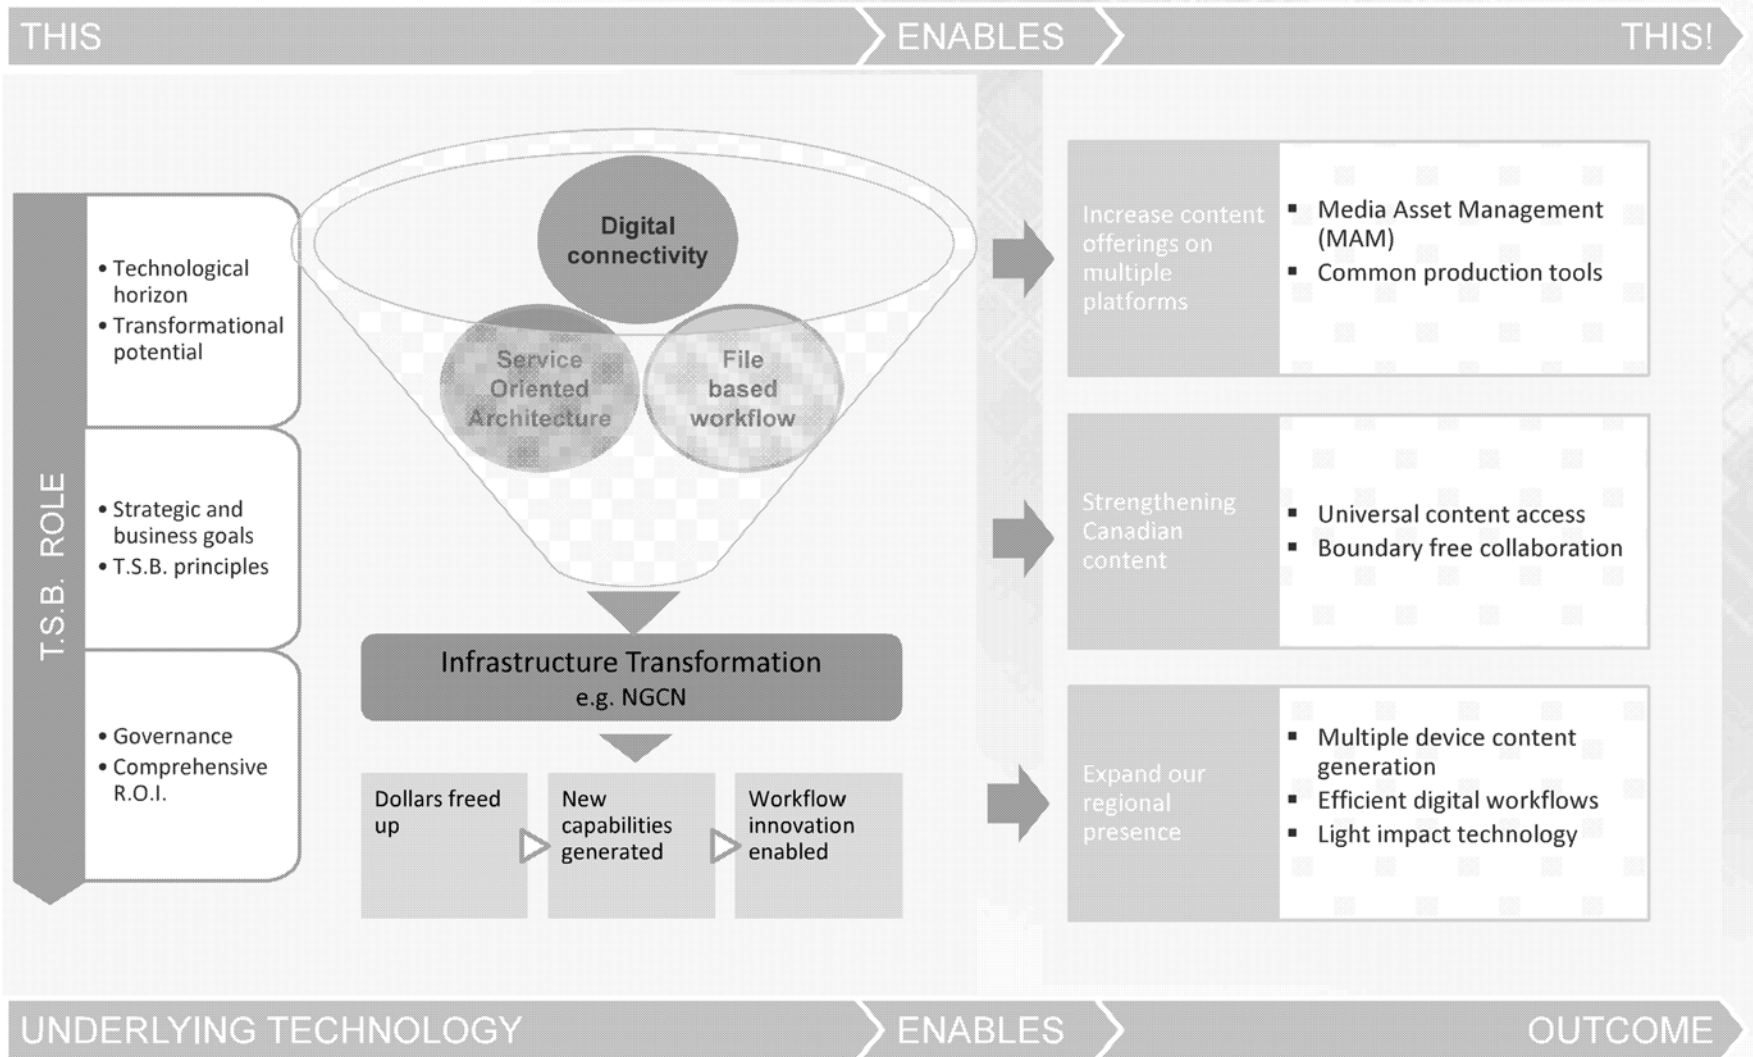 THIS
ENABLES
THIS!
T.S.B. ROLE
• Technological
horizon
• Transformational
potential
• Strategic and
business goals
• T.S.B. principles
• Governance
• Comprehensive
R.O.I.
Digital
connectivity
Service
Oriented
Architecture
File
based
workflow
Infrastructure Transformation
e.g. NGCN
Dollars freed
up
New
capabilities
generated
Workflow
innovation
enabled
Increase content
offerings on
multiple
platforms
▪ Media Asset Management
(MAM)
▪ Common production tools
Strengthening
Canadian
content
▪ Universal content access
▪ Boundary free collaboration
Expand our
regional
presence
▪ Multiple device content
generation
▪ Efficient digital workflows
▪ Light impact technology
UNDERLYING TECHNOLOGY
ENABLES
OUTCOME